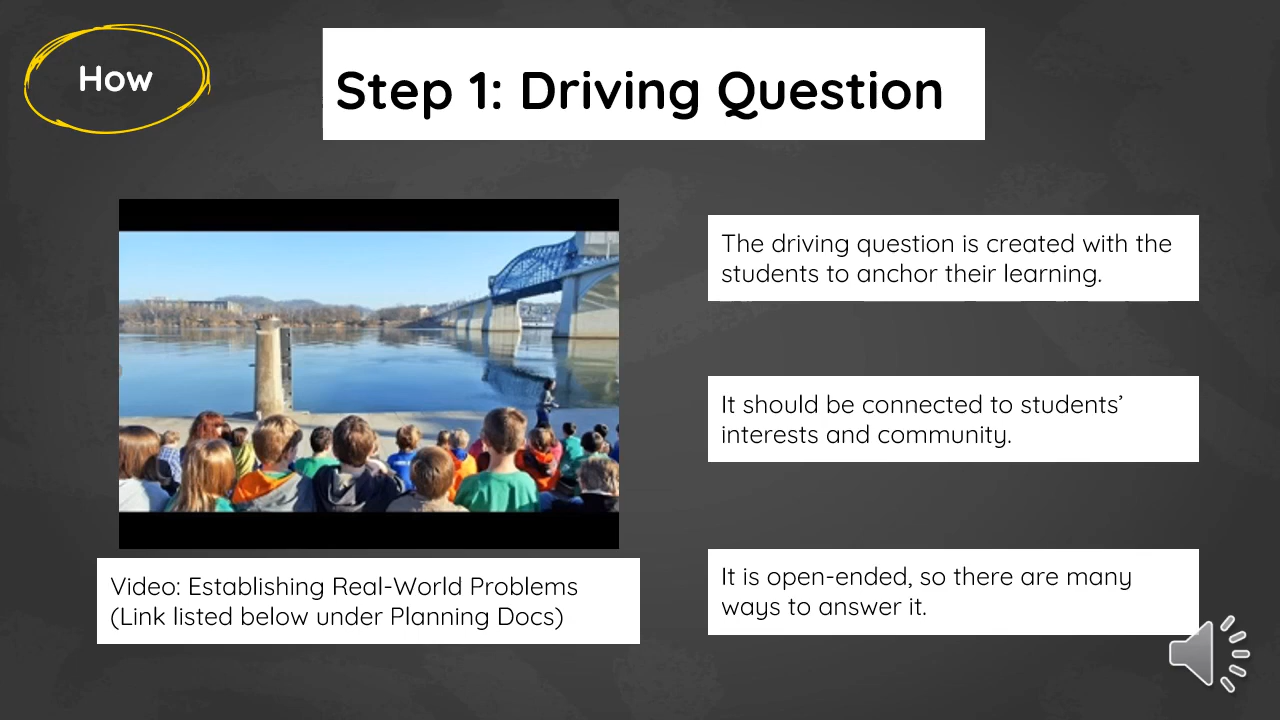 How
Step 1: Driving Question
The driving question is created with the
students to anchor their learning.
It should be connected to students’
interests and community.
It is open-ended, so there are many
ways to answer it.
Video: Establishing Real-World Problems
(Link listed below under Planning Docs)